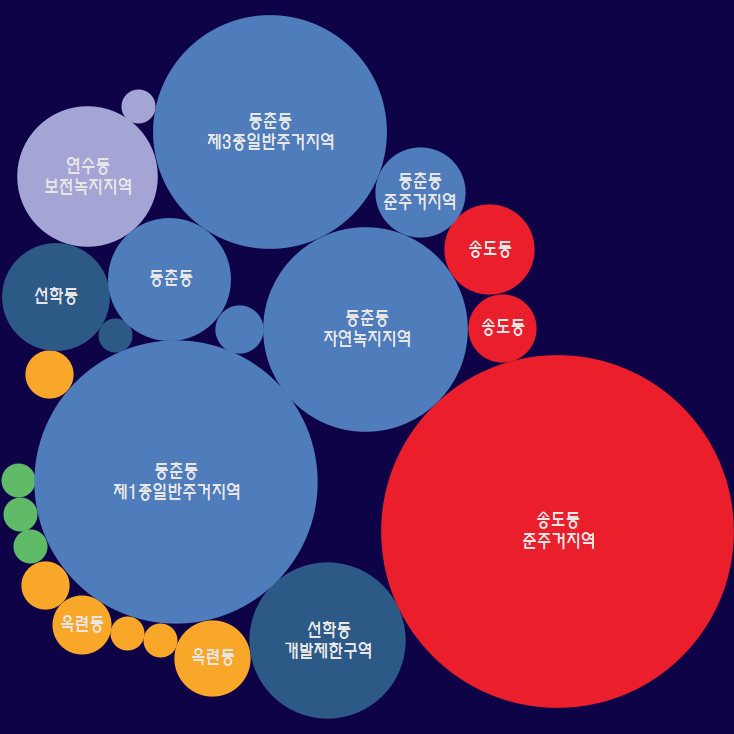 동춘동
제3종일반주거지역
연수동
보전녹지지역
동춘동
준주거지역
송도동
동춘동
선학동
동춘동
자연녹지지역
송도동
동춘동
제1종일반주거지역
송도동
준주거지역
옥련동
선학동
개발제한구역
옥련동